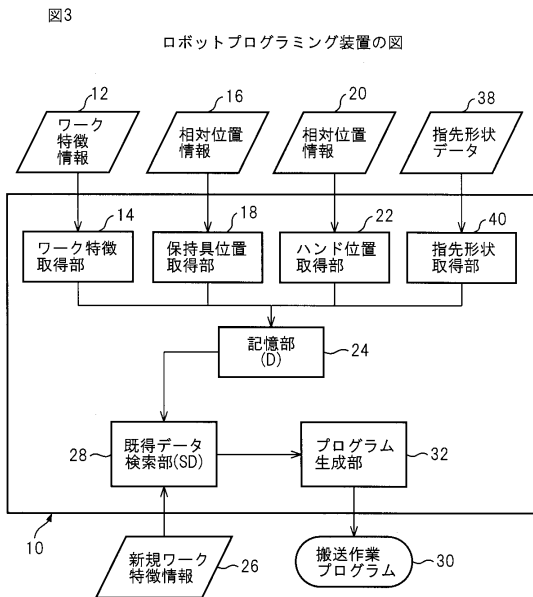 図3
ロボットプログラミング装置の図
12
16
20
38
ワーク
特徴
情報
相対位置
情報
相対位置
情報
指先形状
データ
14
18
22
40
ワーク特徴
取得部
保持具位置
取得部
ハンド位置
取得部
指先形状
取得部
記憶部
(D)
24
28
既得データ
検索部(SD)
プログラム
生成部
32
10
新規ワーク
特徴情報
26
搬送作業
プログラム
30